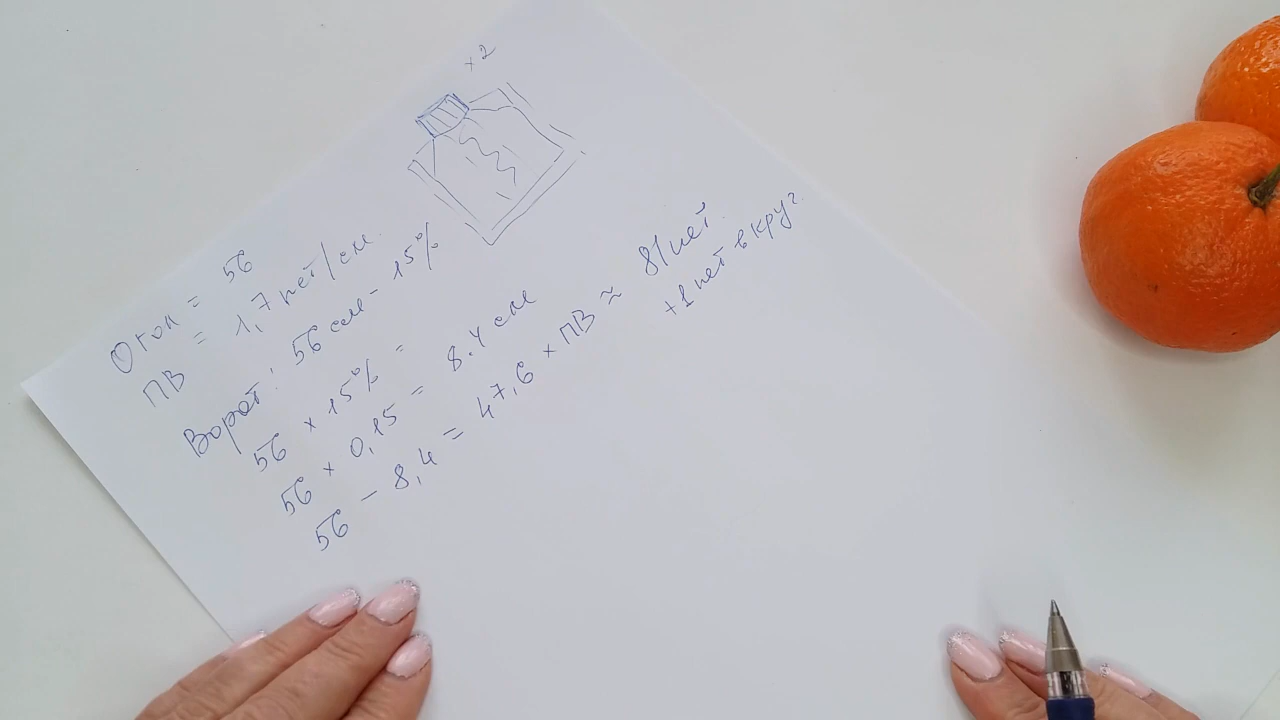 × 2
Огол = 56
ПВ = 1,7 пет/см.
Ворот: 56 см - 15%
56 × 15% =
56 × 0,15 = 8.4 см
56 - 8,4 = 47,6 × ПВ ≈ 81 пет.
+1 пет в круг.